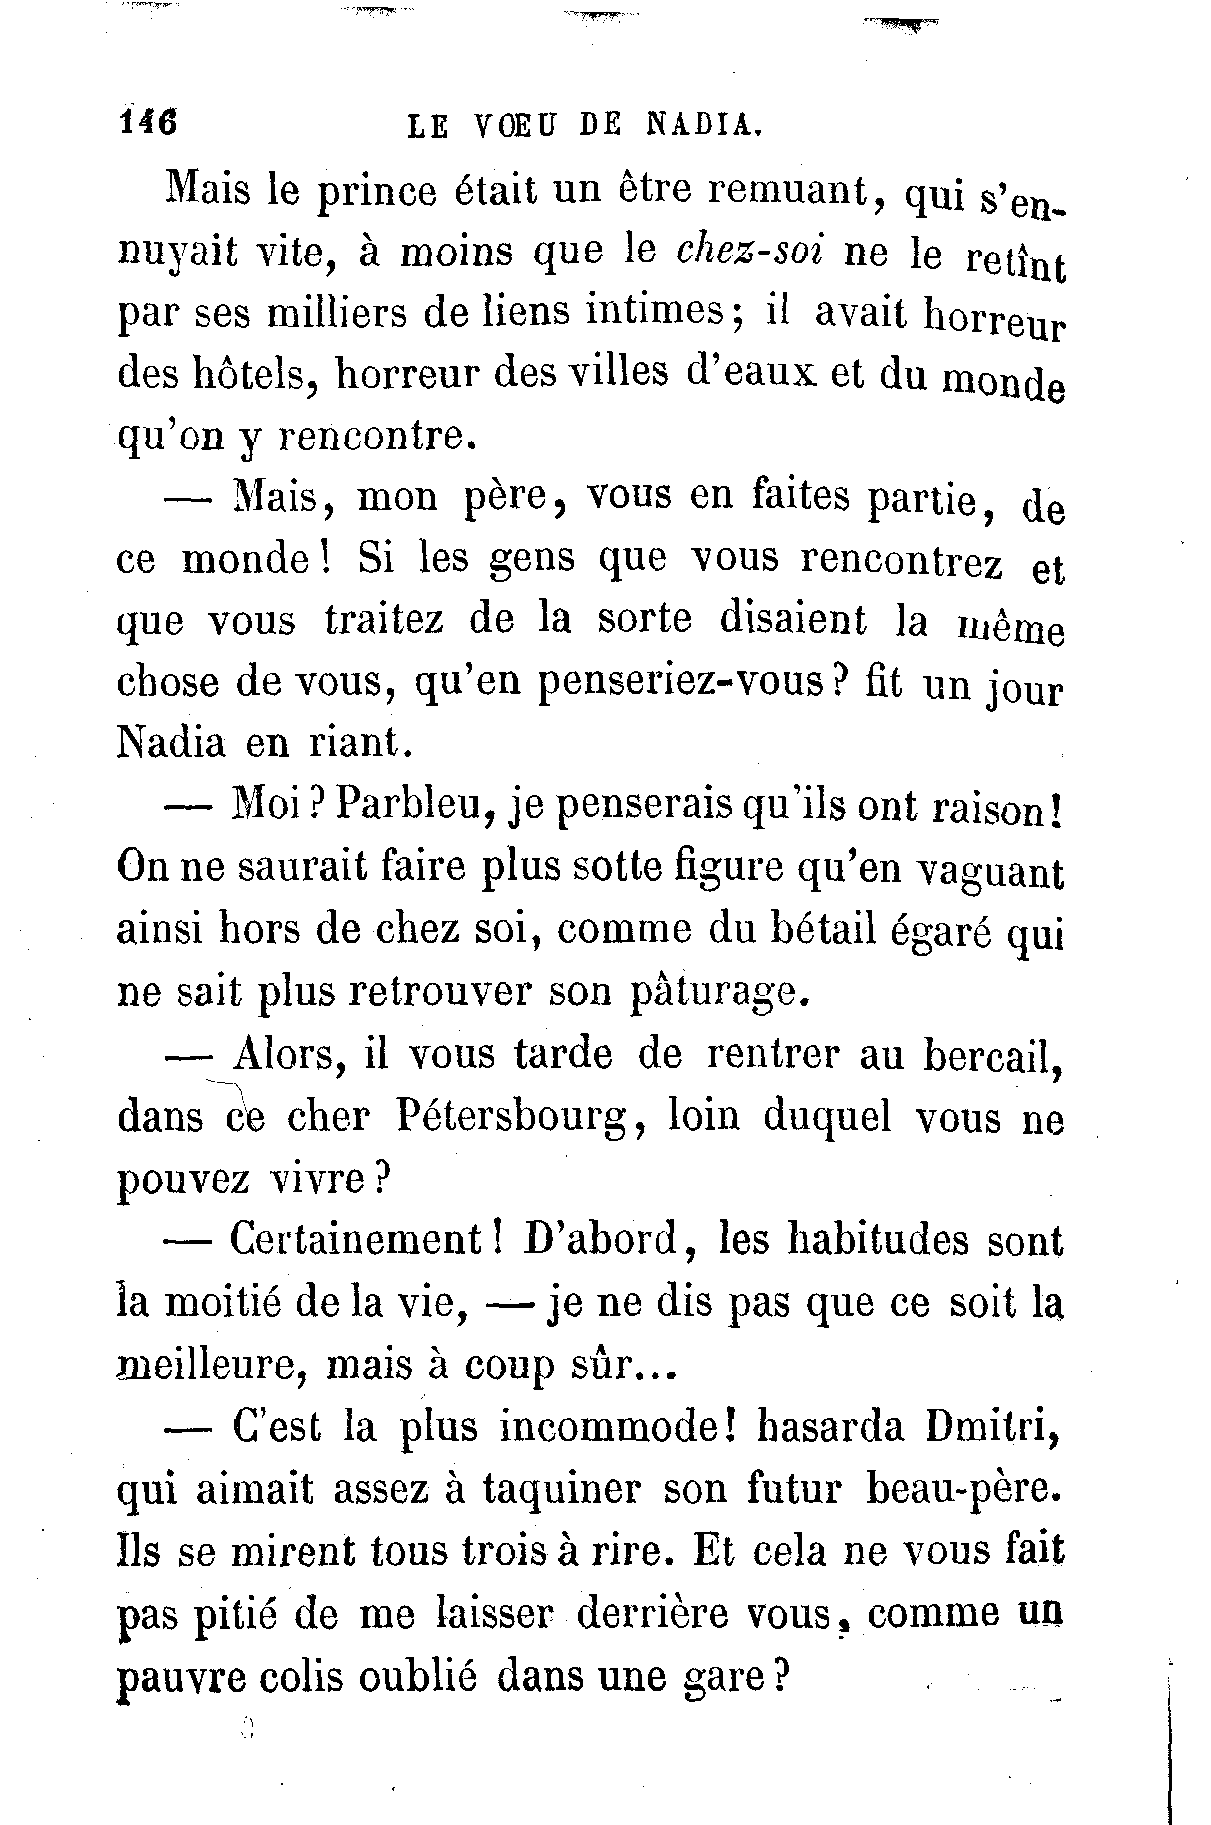 146 LE VŒU DE NADIA.
Mais le prince était un être remuant, qui s'en-
nuyait vite, à moins que le chez-soi ne le retînt
par ses milliers de liens intimes; il avait horreur
des hôtels, horreur des villes d'eaux et du monde
qu'on y rencontre.
— Mais, mon père, vous en faites partie, de
ce monde! Si les gens que vous rencontrez et
que vous traitez de la sorte disaient la même
chose de vous, qu'en penseriez-vous? fit un jour
Nadia en riant.
— Moi? Parbleu, je penserais qu'ils ont raison!
On ne saurait faire plus sotte figure qu'en vaguant
ainsi hors de chez soi, comme du bétail égaré qui
ne sait plus retrouver son pâturage.
— Alors, il vous tarde de rentrer au bercail,
dans ce cher Pétersbourg, loin duquel vous ne
pouvez vivre?
— Certainement! D'abord, les habitudes sont
la moitié de la vie, — je ne dis pas que ce soit la
meilleure, mais à coup sûr...
— C'est la plus incommode! hasarda Dmitri,
qui aimait assez à taquiner son futur beau-père.
Ils se mirent tous trois à rire. Et cela ne vous fait
pas pitié de me laisser derrière vous, comme un
pauvre colis oublié dans une gare?